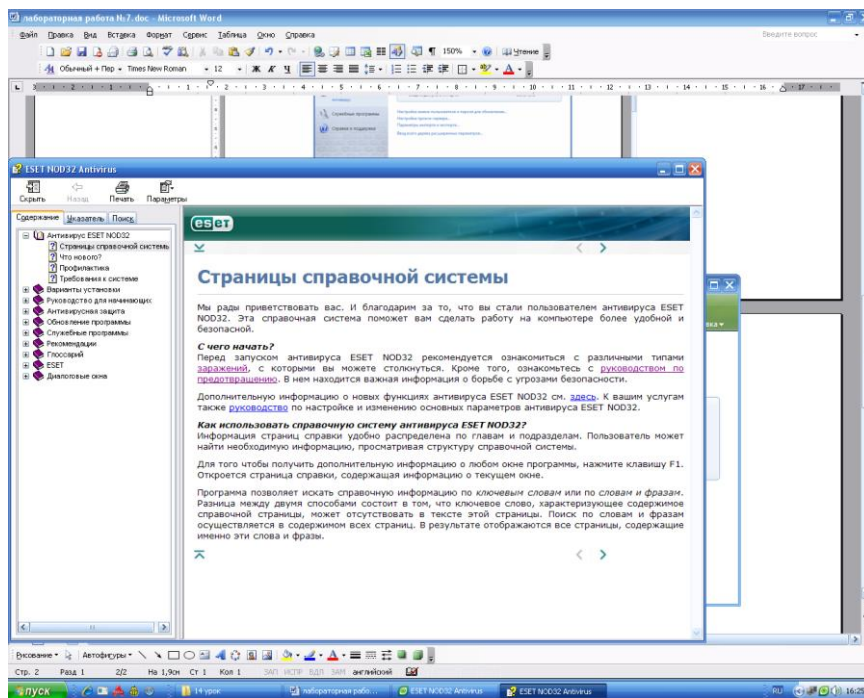 лабораторная работа №7.doc - Microsoft Word
Файл Правка Вид Вставка Формат Сервис Таблица Окно Справка
Введите вопрос
150%
Чтение
Обычный + Пер Times New Roman 12 Ж К Ч
Служебные программы
Справка и поддержка
ESET NOD32 Antivirus
Скрыть Назад Печать Параметры
Содержание Указатель Поиск
Антивирус ESET NOD32
Страницы справочной системы
Что нового?
Профилактика
Требования к системе
Варианты установки
Руководство для начинающих
Антивирусная защита
Обновление программы
Служебные программы
Рекомендации
Глоссарий
ESET
Диалоговые окна
eset
Страницы справочной системы
Мы рады приветствовать вас. И благодарим за то, что вы стали пользователем антивируса ESET
NOD32. Эта справочная система поможет вам сделать работу на компьютере более удобной и
безопасной.
С чего начать?
Перед запуском антивируса ESET NOD32 рекомендуется ознакомиться с различными типами
заражений, с которыми вы можете столкнуться. Кроме того, ознакомьтесь с руководством по
предотвращению. В нем находится важная информация о борьбе с угрозами безопасности.
Дополнительную информацию о новых функциях антивируса ESET NOD32 см. здесь. К вашим услугам
также руководство по настройке и изменению основных параметров антивируса ESET NOD32.
Как использовать справочную систему антивируса ESET NOD32?
Информация страниц справки удобно распределена по главам и подразделам. Пользователь может
найти необходимую информацию, просматривая структуру справочной системы.
Для того чтобы получить дополнительную информацию о любом окне программы, нажмите клавишу F1.
Откроется страница справки, содержащая информацию о текущем окне.
Программа позволяет искать справочную информацию по ключевым словам или по словам и фразам.
Разница между двумя способами состоит в том, что ключевое слово, характеризующее содержимое
справочной страницы, может отсутствовать в тексте этой страницы. Поиск по словам и фразам
осуществляется в содержимом всех страниц. В результате отображаются все страницы, содержащие
именно эти слова и фразы.
Рисование Автофигуры
Стр. 2 Разд 1 2/2 На 1,9см Ст 1 Кол 1 ЗАП ИСПР ВДЛ ЗАМ английский
пуск
14 урок
лабораторная рабо...
ESET NOD32 Antivirus
ESET NOD32 Antivirus
RU